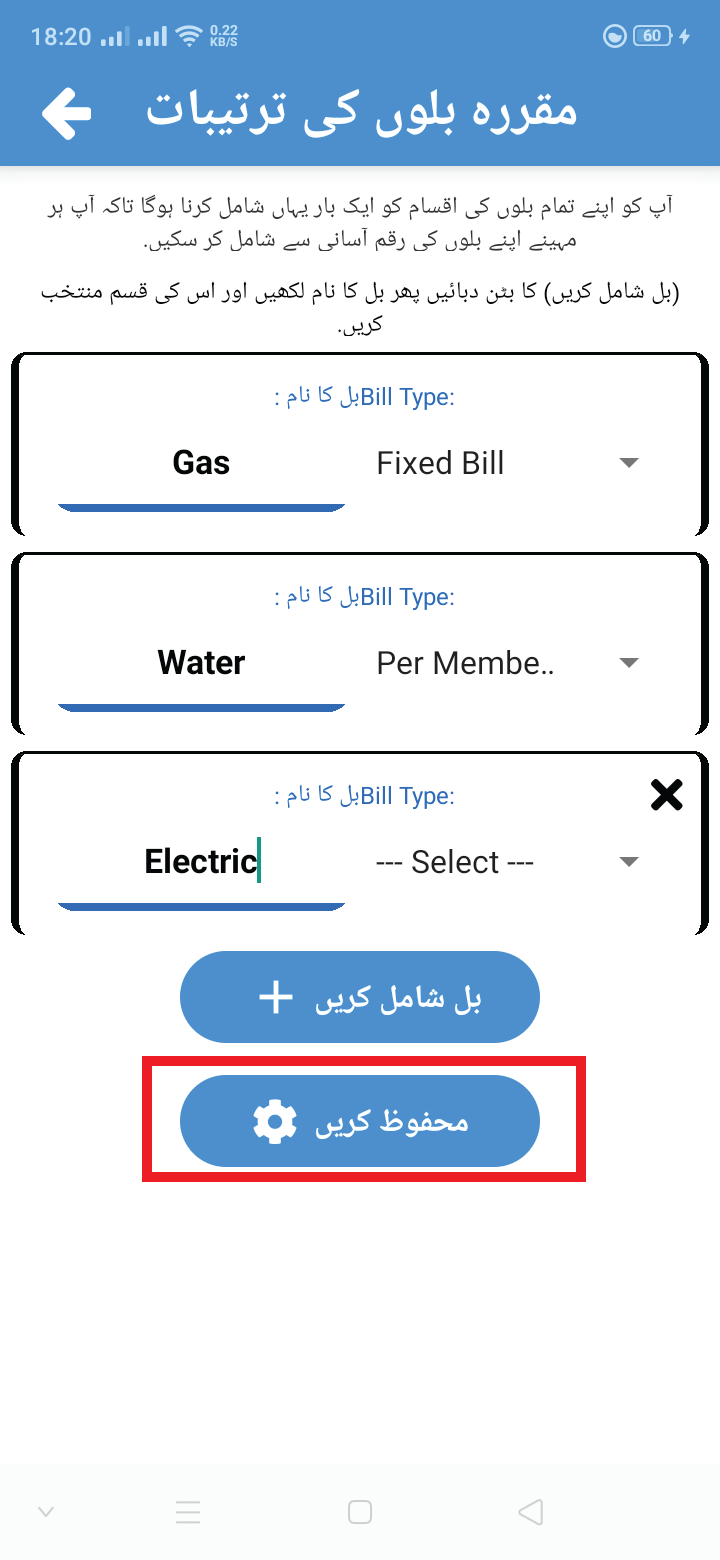 18:20 0.22 KB/S 60
مقررہ بلوں کی ترتیبات
آپ کو اپنے تمام بلوں کی اقسام کو ایک بار یہاں شامل کرنا ہوگا تاکہ آپ ہر
مہینے اپنے بلوں کی رقم آسانی سے شامل کر سکیں.
(بل شامل کریں) کا بٹن دبائیں پھر بل کا نام لکھیں اور اس کی قسم منتخب
کریں.
بل کا نام : Bill Type:
Gas Fixed Bill
بل کا نام : Bill Type:
Water Per Membe..
بل کا نام : Bill Type:
Electric --- Select ---
بل شامل کریں
محفوظ کریں